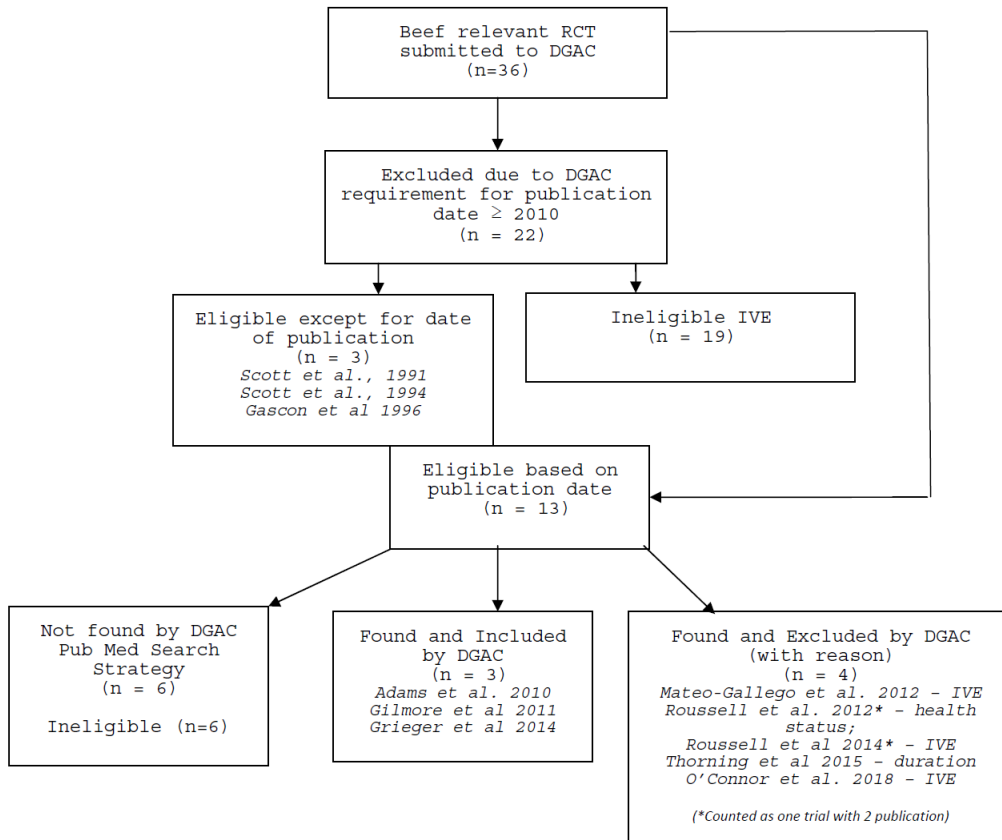 Beef relevant RCT
submitted to DGAC
(n=36)
Excluded due to DGAC
requirement for publication
date ≥ 2010
(n = 22)
Eligible except for date
of publication
(n = 3)
Scott et al., 1991
Scott et al., 1994
Gascon et al 1996
Ineligible IVE
(n = 19)
Eligible based on
publication date
(n = 13)
Not found by DGAC
Pub Med Search
Strategy
(n = 6)
Ineligible (n=6)
Found and Included
by DGAC
(n = 3)
Adams et al. 2010
Gilmore et al 2011
Grieger et al 2014
Found and Excluded by DGAC
(with reason)
(n = 4)
Mateo-Gallego et al. 2012 – IVE
Roussell et al. 2012* – health
status;
Roussell et al 2014* – IVE
Thorning et al 2015 – duration
O’Connor et al. 2018 – IVE
(*Counted as one trial with 2 publication)